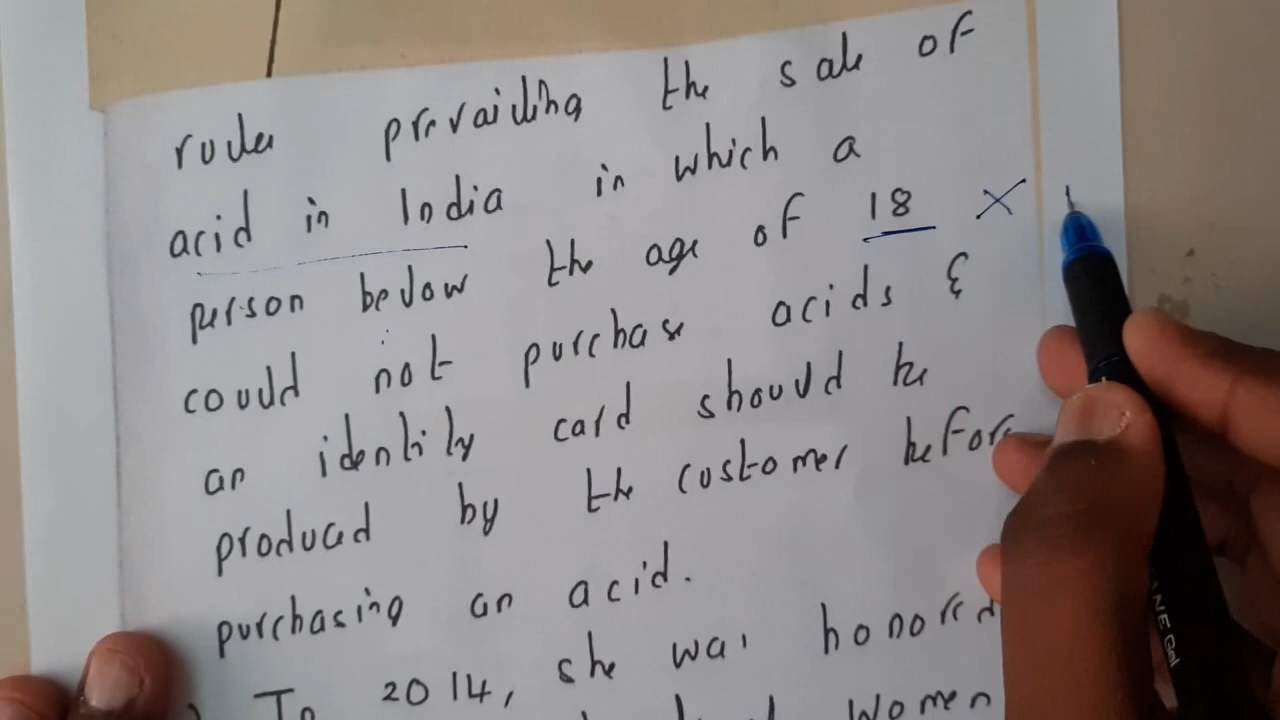 rules prevailing the sale of
acid in India in which a
person below the age of 18 X
could not purchase acids &
an identity card should be
produced by the customer before
purchasing an acid.
In 2014, she was honored
Women